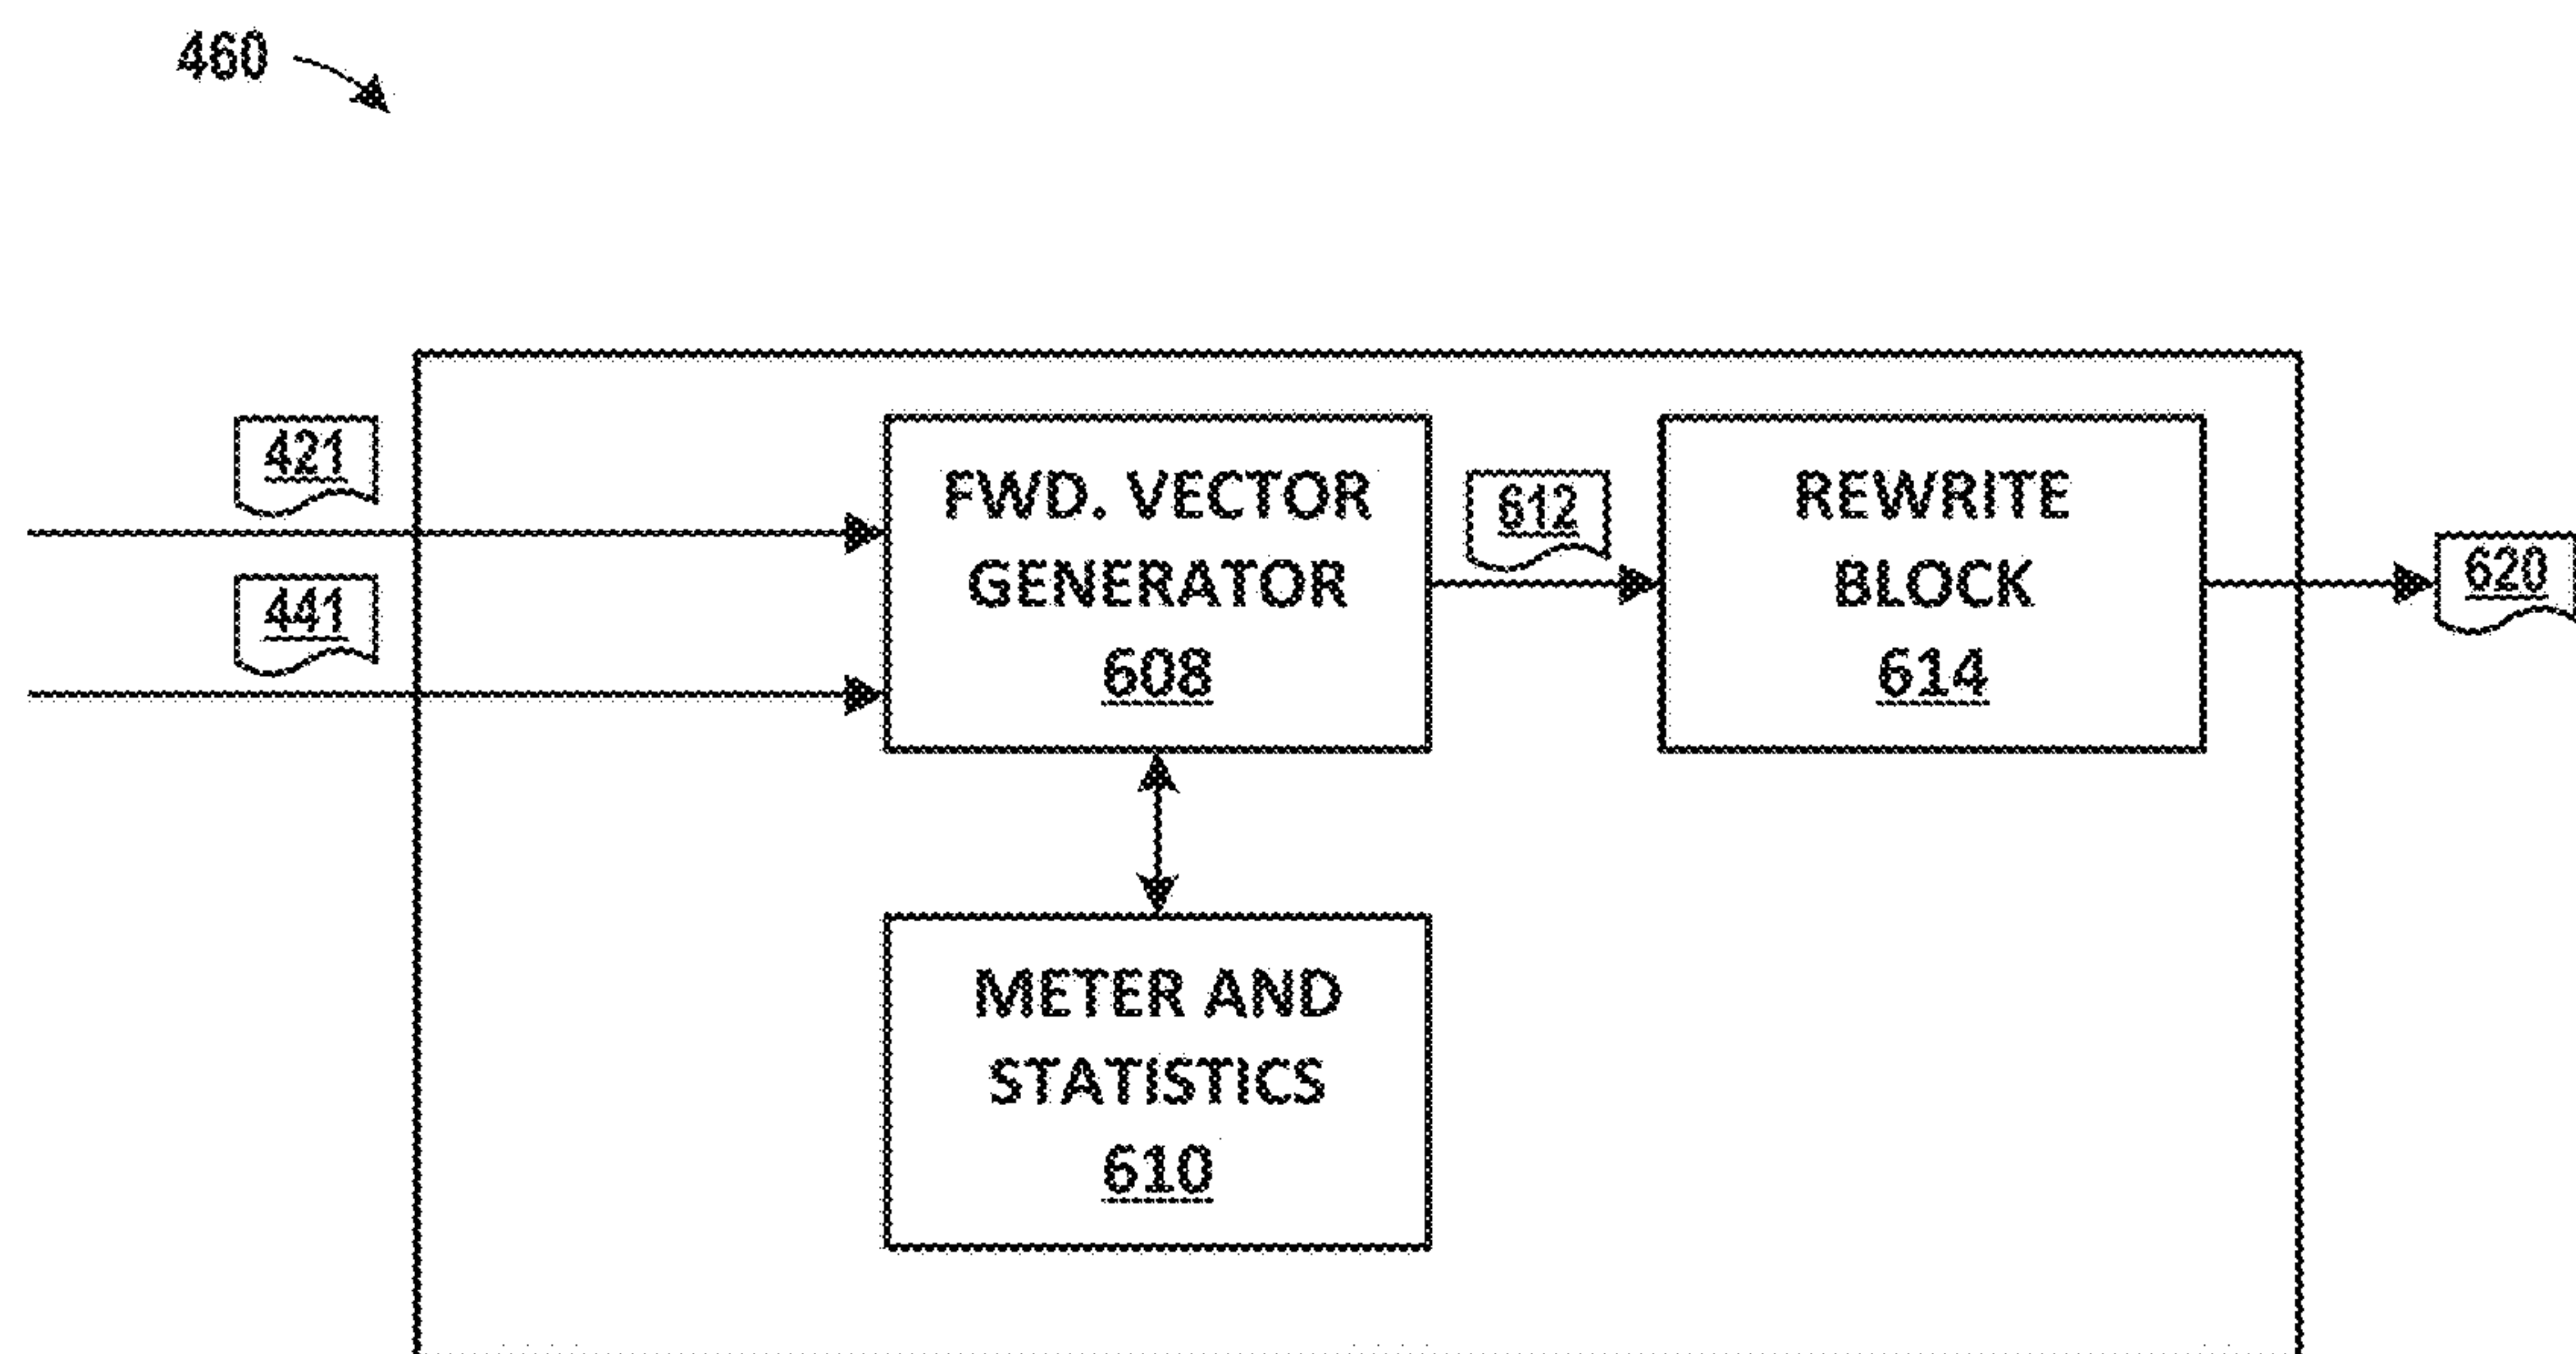 460
421
441
FWD. VECTOR
GENERATOR
608
612
REWRITE
BLOCK
614
620
METER AND
STATISTICS
610